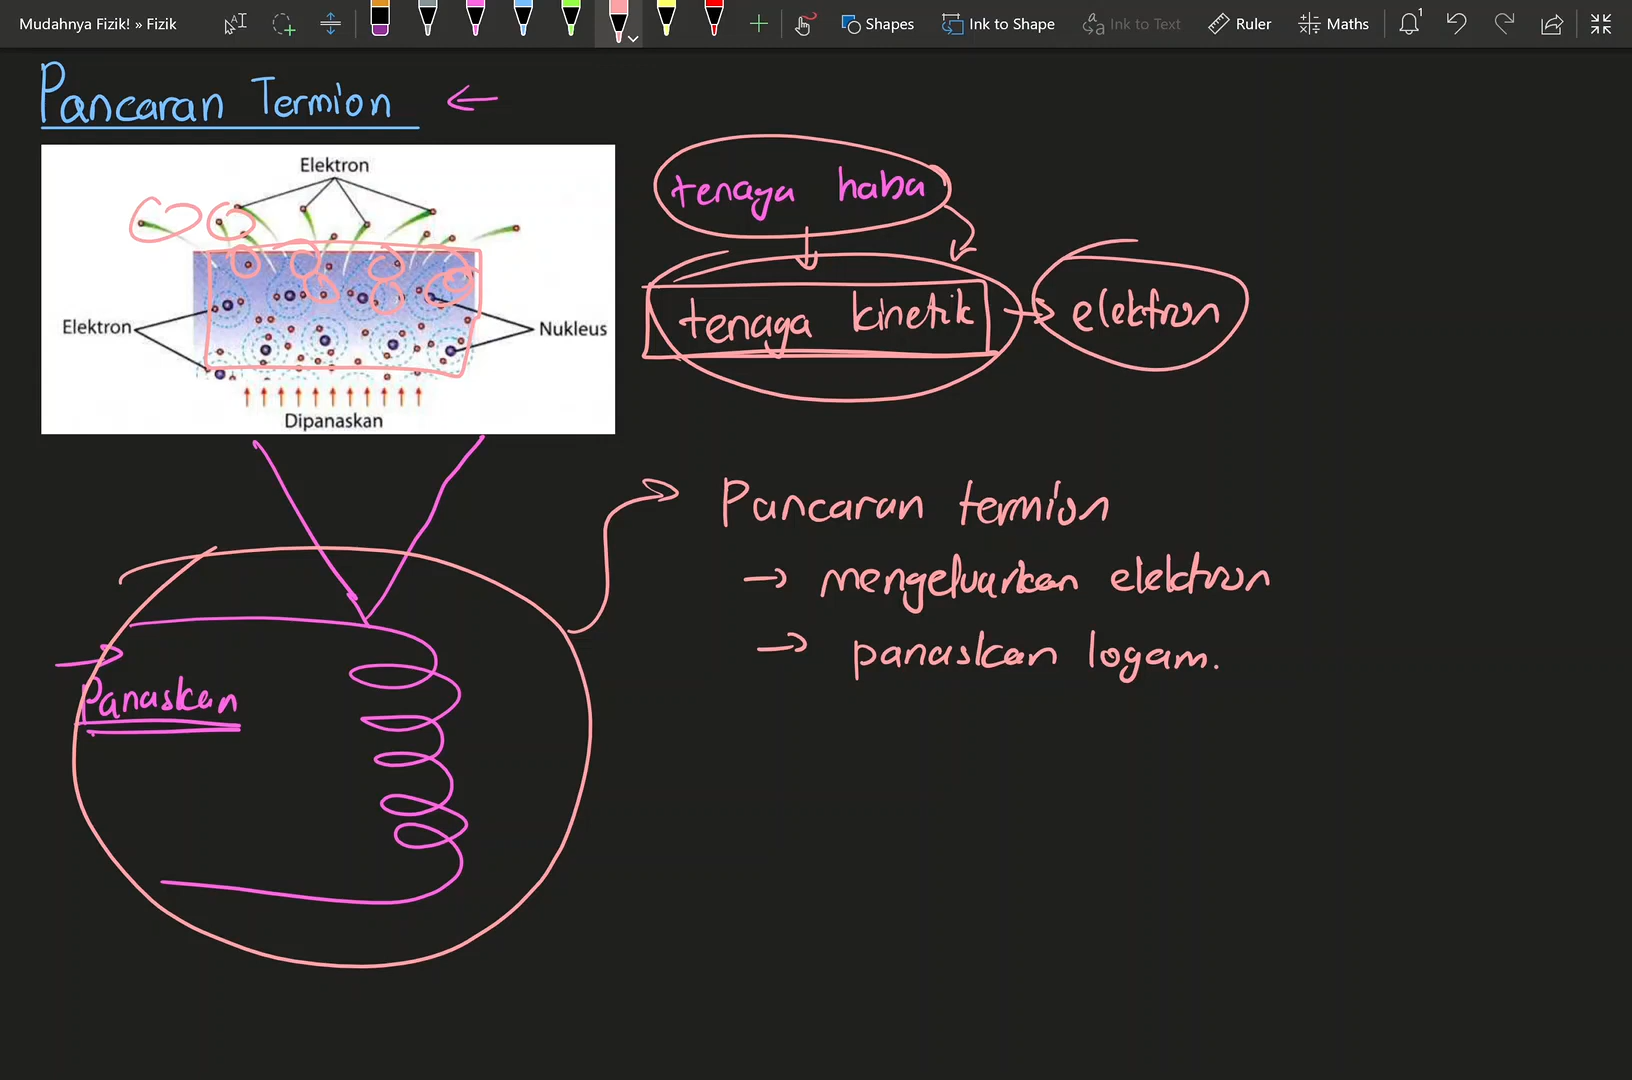 Mudahnya Fizik! » Fizik
Shapes
Ink to Shape
Ink to Text
Ruler
Maths
1
Pancaran Termion
Elektron
Elektron
Nukleus
Dipanaskan
tenaga haba
tenaga kinetik
elektron
Pancaran termion
→ mengeluarkan elektron
→ panaskan logam.
Panaskan